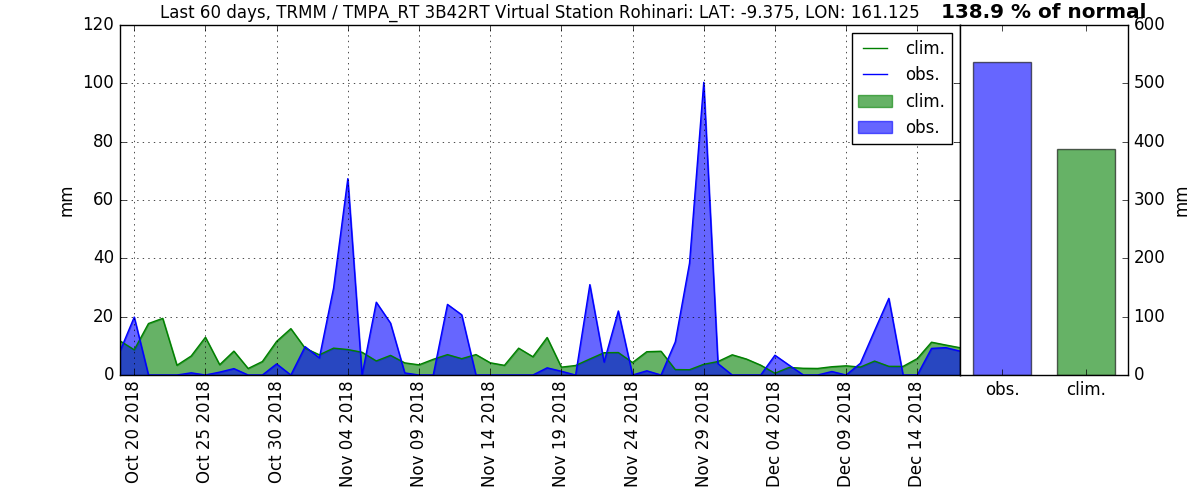 Last 60 days, TRMM / TMPA_RT 3B42RT Virtual Station Rohinari: LAT: -9.375, LON: 161.125
138.9 % of normal
120
100
80
60
40
20
0
mm
clim.
obs.
clim.
obs.
600
500
400
300
200
100
0
mm
obs.
clim.
Oct 20 2018
Oct 25 2018
Oct 30 2018
Nov 04 2018
Nov 09 2018
Nov 14 2018
Nov 19 2018
Nov 24 2018
Nov 29 2018
Dec 04 2018
Dec 09 2018
Dec 14 2018